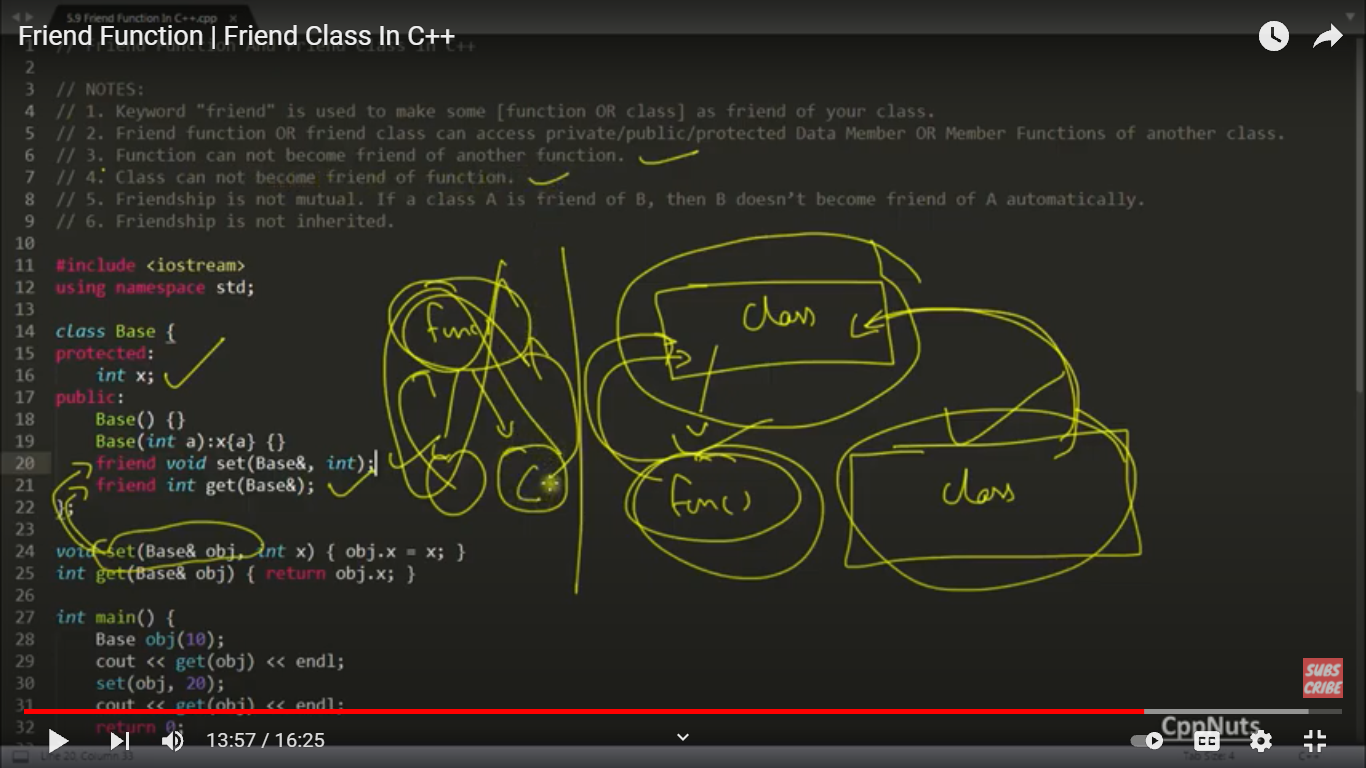 5.9 Friend Function In C++.cpp
Friend Function | Friend Class In C++
1 // Friend Function And Friend Class In C++
2
3 // NOTES:
4 // 1. Keyword "friend" is used to make some [function OR class] as friend of your class.
5 // 2. Friend function OR friend class can access private/public/protected Data Member OR Member Functions of another class.
6 // 3. Function can not become friend of another function.
7 // 4. Class can not become friend of function.
8 // 5. Friendship is not mutual. If a class A is friend of B, then B doesn’t become friend of A automatically.
9 // 6. Friendship is not inherited.
10
11 #include <iostream>
12 using namespace std;
13
14 class Base {
15 protected:
16 int x;
17 public:
18 Base() {}
19 Base(int a):x{a} {}
20 friend void set(Base&, int);
21 friend int get(Base&);
22 };
23
24 void set(Base& obj, int x) { obj.x = x; }
25 int get(Base& obj) { return obj.x; }
26
27 int main() {
28 Base obj(10);
29 cout << get(obj) << endl;
30 set(obj, 20);
31 cout << get(obj) << endl;
32 return 0;
func
C
class
func()
class
SUBS
CRIBE
CppNuts
13:57 / 16:25
CC
Line 20, Column 33
Tab Size: 4
C++